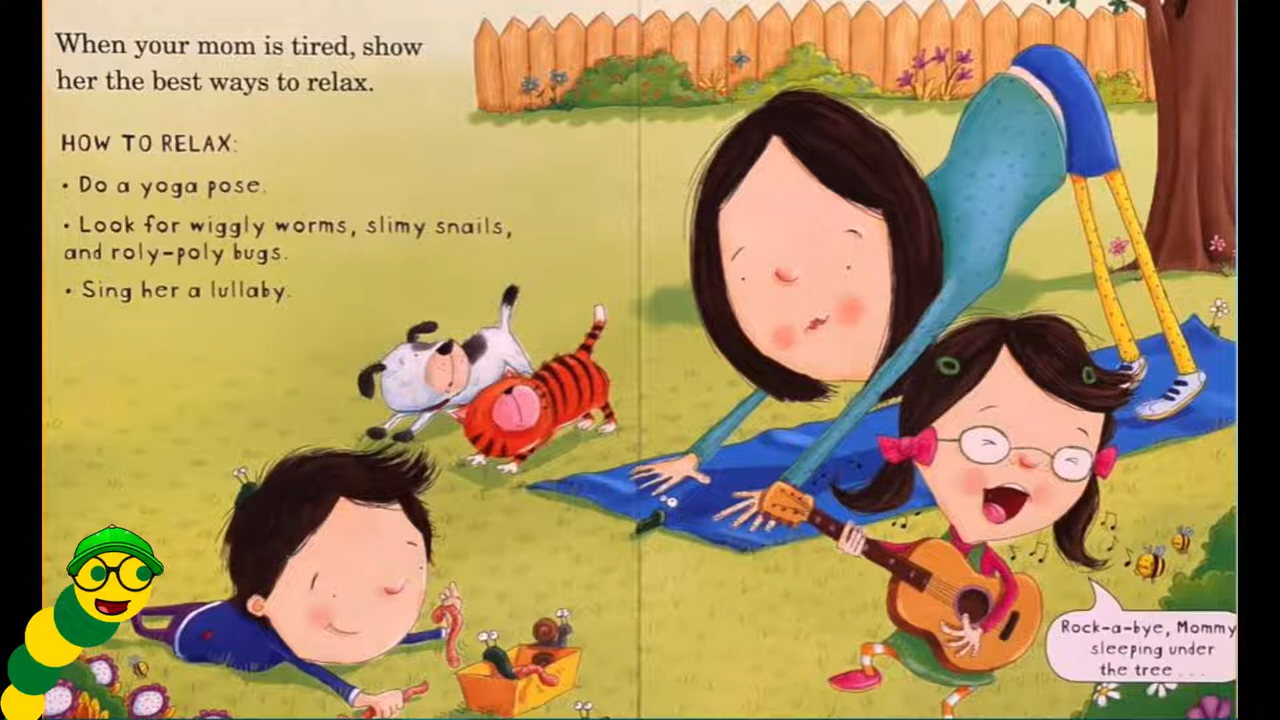 When your mom is tired, show
her the best ways to relax.
HOW TO RELAX:
• Do a yoga pose.
• Look for wiggly worms, slimy snails,
and roly-poly bugs.
• Sing her a lullaby.
Rock-a-bye, Mommy
sleeping under
the tree . . .